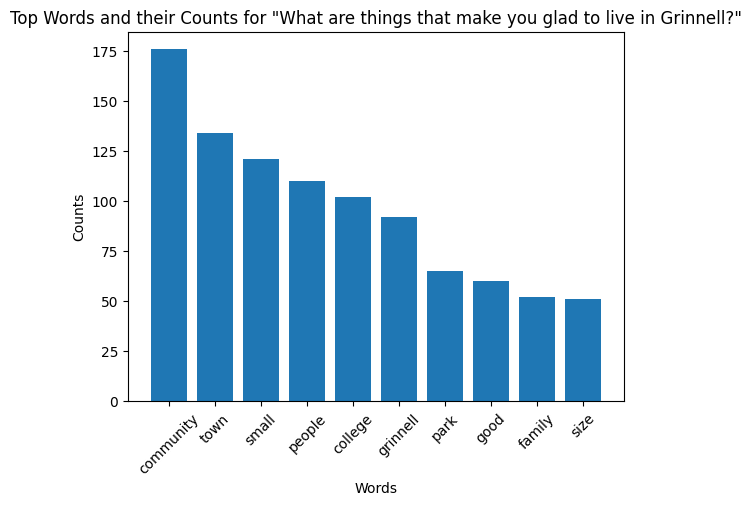 Top Words and their Counts for "What are things that make you glad to live in Grinnell?"
175
150
125
100
75
50
25
0
Counts
community
town
small
people
college
grinnell
park
good
family
size
Words